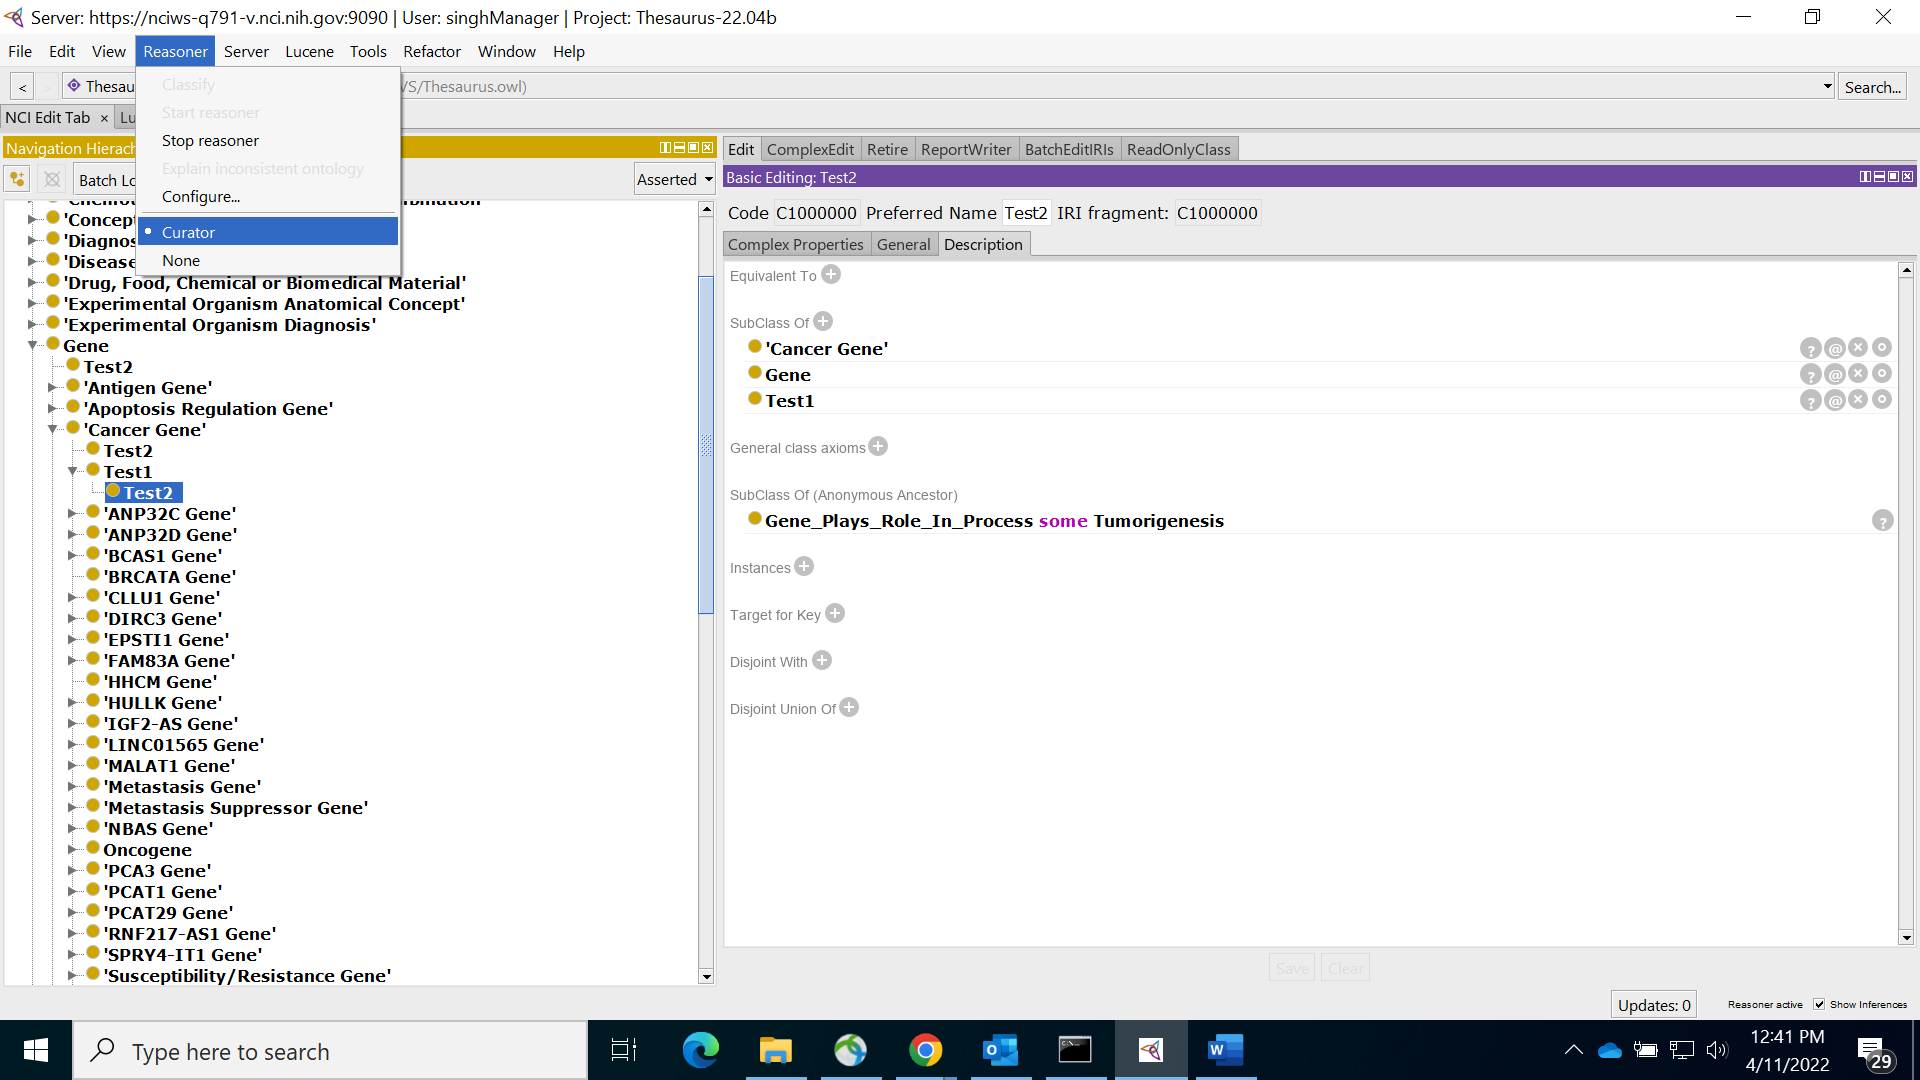 Server: https://nciws-q791-v.nci.nih.gov:9090 | User: singhManager | Project: Thesaurus-22.04b
File Edit View Reasoner Server Lucene Tools Refactor Window Help
< > Thesau VS/Thesaurus.owl) Search...
Classify
Start reasoner
Stop reasoner
Explain inconsistent ontology
Configure...
Curator
None
NCI Edit Tab × Lu
Navigation Hierarch
Batch Lo Asserted
'Concept
'Diagnos
'Disease
'Drug, Food, Chemical or Biomedical Material'
'Experimental Organism Anatomical Concept'
'Experimental Organism Diagnosis'
Gene
Test2
'Antigen Gene'
'Apoptosis Regulation Gene'
'Cancer Gene'
Test2
Test1
Test2
'ANP32C Gene'
'ANP32D Gene'
'BCAS1 Gene'
'BRCATA Gene'
'CLLU1 Gene'
'DIRC3 Gene'
'EPSTI1 Gene'
'FAM83A Gene'
'HHCM Gene'
'HULLK Gene'
'IGF2-AS Gene'
'LINC01565 Gene'
'MALAT1 Gene'
'Metastasis Gene'
'Metastasis Suppressor Gene'
'NBAS Gene'
Oncogene
'PCA3 Gene'
'PCAT1 Gene'
'PCAT29 Gene'
'RNF217-AS1 Gene'
'SPRY4-IT1 Gene'
'Susceptibility/Resistance Gene'
Edit ComplexEdit Retire ReportWriter BatchEditIRIs ReadOnlyClass
Basic Editing: Test2
Code C1000000 Preferred Name Test2 IRI fragment: C1000000
Complex Properties General Description
Equivalent To
SubClass Of
'Cancer Gene'
Gene
Test1
General class axioms
SubClass Of (Anonymous Ancestor)
Gene_Plays_Role_In_Process some Tumorigenesis
Instances
Target for Key
Disjoint With
Disjoint Union Of
Save Clear
Updates: 0 Reasoner active Show Inferences
Type here to search
12:41 PM
4/11/2022
29